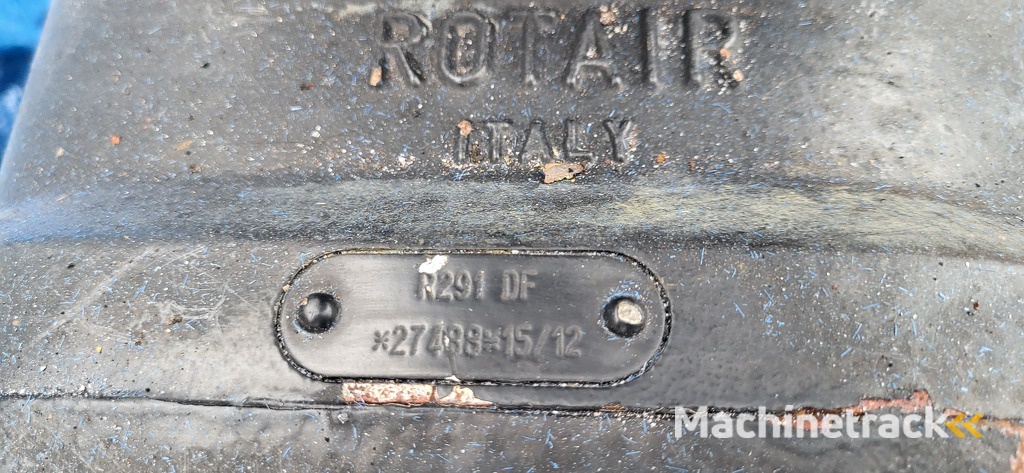 ROTAIR
ITALY
R291 DF
*27488*15/12
Machinetrack